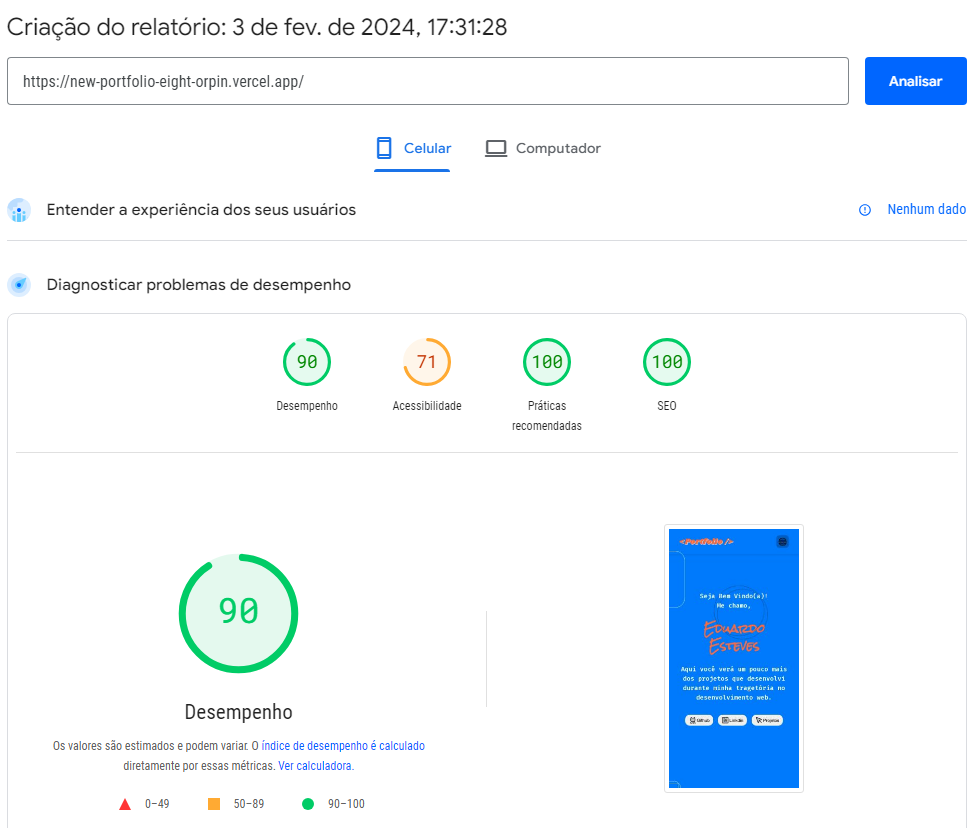 Criação do relatório: 3 de fev. de 2024, 17:31:28
https://new-portfolio-eight-orpin.vercel.app/
Analisar
Celular
Computador
Entender a experiência dos seus usuários
Nenhum dado
Diagnosticar problemas de desempenho
90
71
100
100
Desempenho
Acessibilidade
Práticas
recomendadas
SEO
90
Desempenho
Os valores são estimados e podem variar. O índice de desempenho é calculado
diretamente por essas métricas. Ver calculadora.
0–49
50–89
90–100
<Portfolio />
Seja Bem Vindo(a)!
Me chamo,
Eduardo
Esteves
Aqui você verá um pouco mais
dos projetos que desenvolvi
durante minha tragetória no
desenvolvimento web.
Github
Linkedin
Projetos